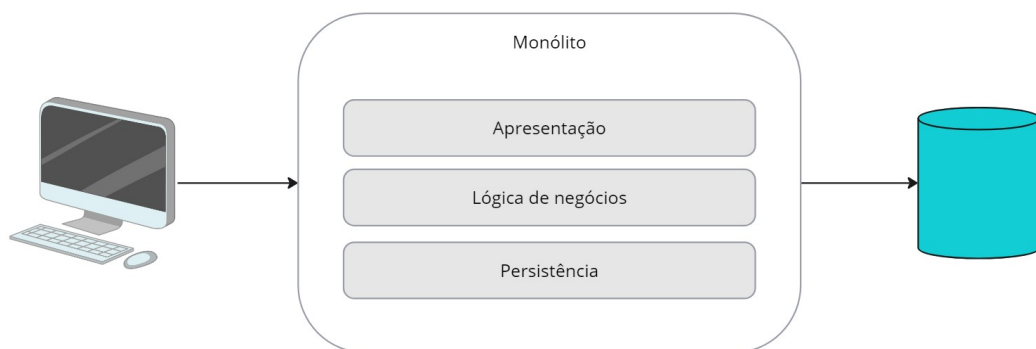 Monólito
Apresentação
Lógica de negócios
Persistência